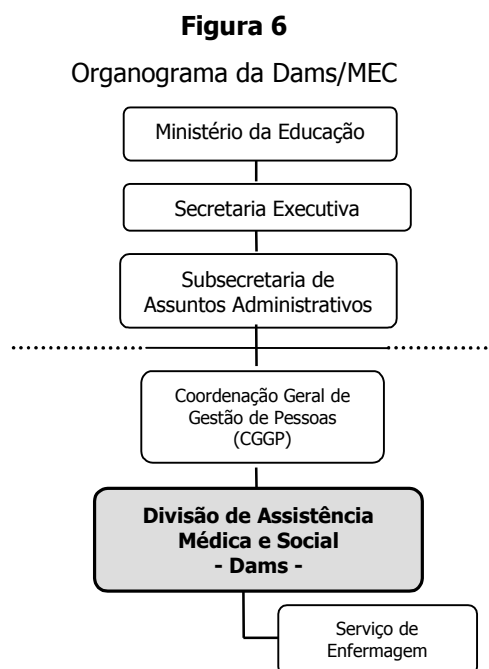 Figura 6
Organograma da Dams/MEC
Ministério da Educação
Secretaria Executiva
Subsecretaria de
Assuntos Administrativos
Coordenação Geral de
Gestão de Pessoas
(CGGP)
Divisão de Assistência
Médica e Social
- Dams -
Serviço de
Enfermagem